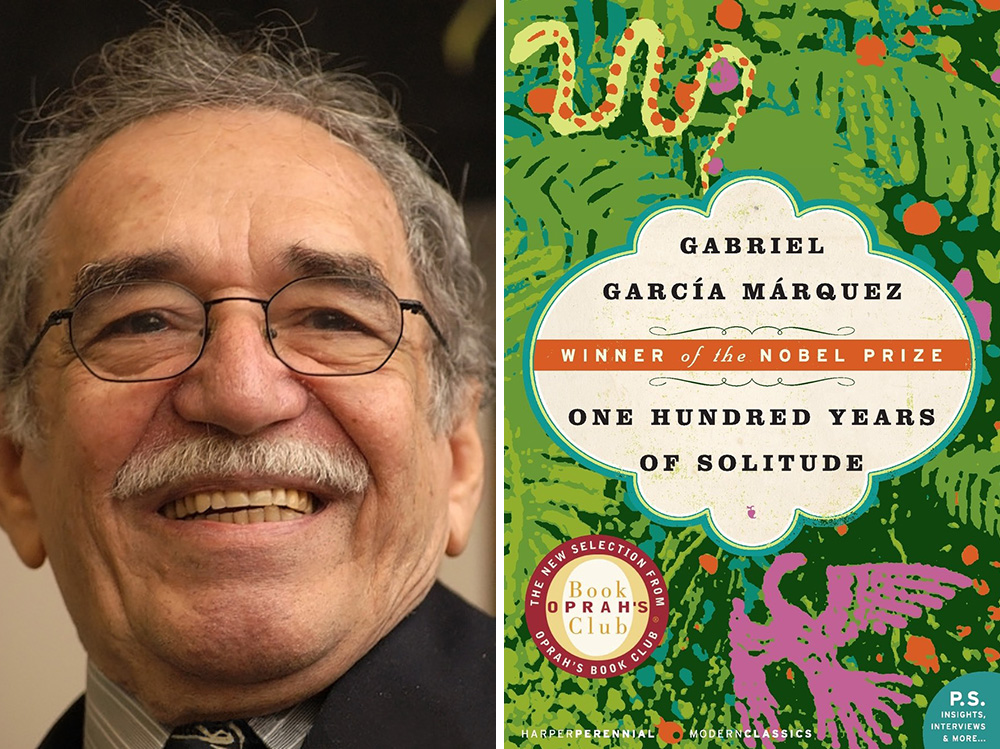 GABRIEL
GARCÍA MÁRQUEZ
WINNER of the NOBEL PRIZE
ONE HUNDRED YEARS
OF SOLITUDE
THE NEW SELECTION FROM
Book
OPRAH'S
Club
OPRAH'S BOOK CLUB ®
P.S.
INSIGHTS,
INTERVIEWS
& MORE...
HARPERPERENNIAL MODERNCLASSICS